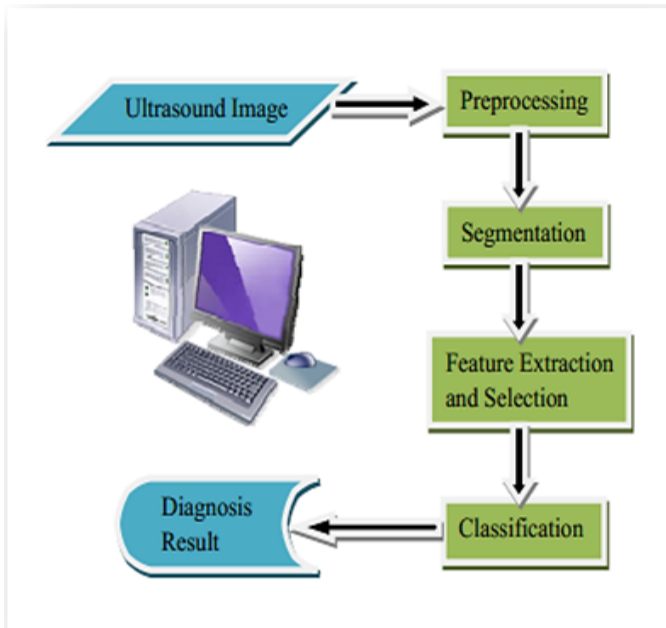 Ultrasound Image
Preprocessing
Segmentation
Feature Extraction
and Selection
Classification
Diagnosis
Result